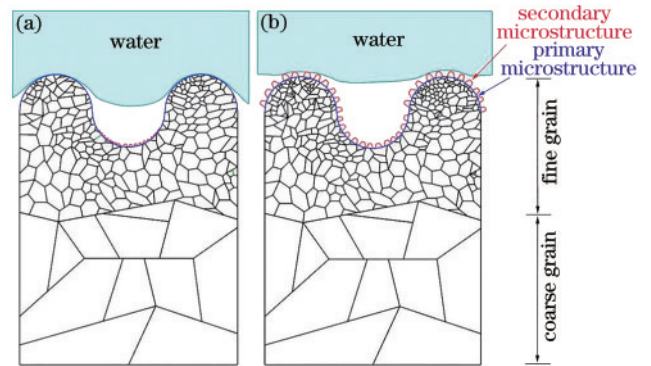 (a)
water
(b)
water
secondary
microstructure
primary
microstructure
fine grain
coarse grain